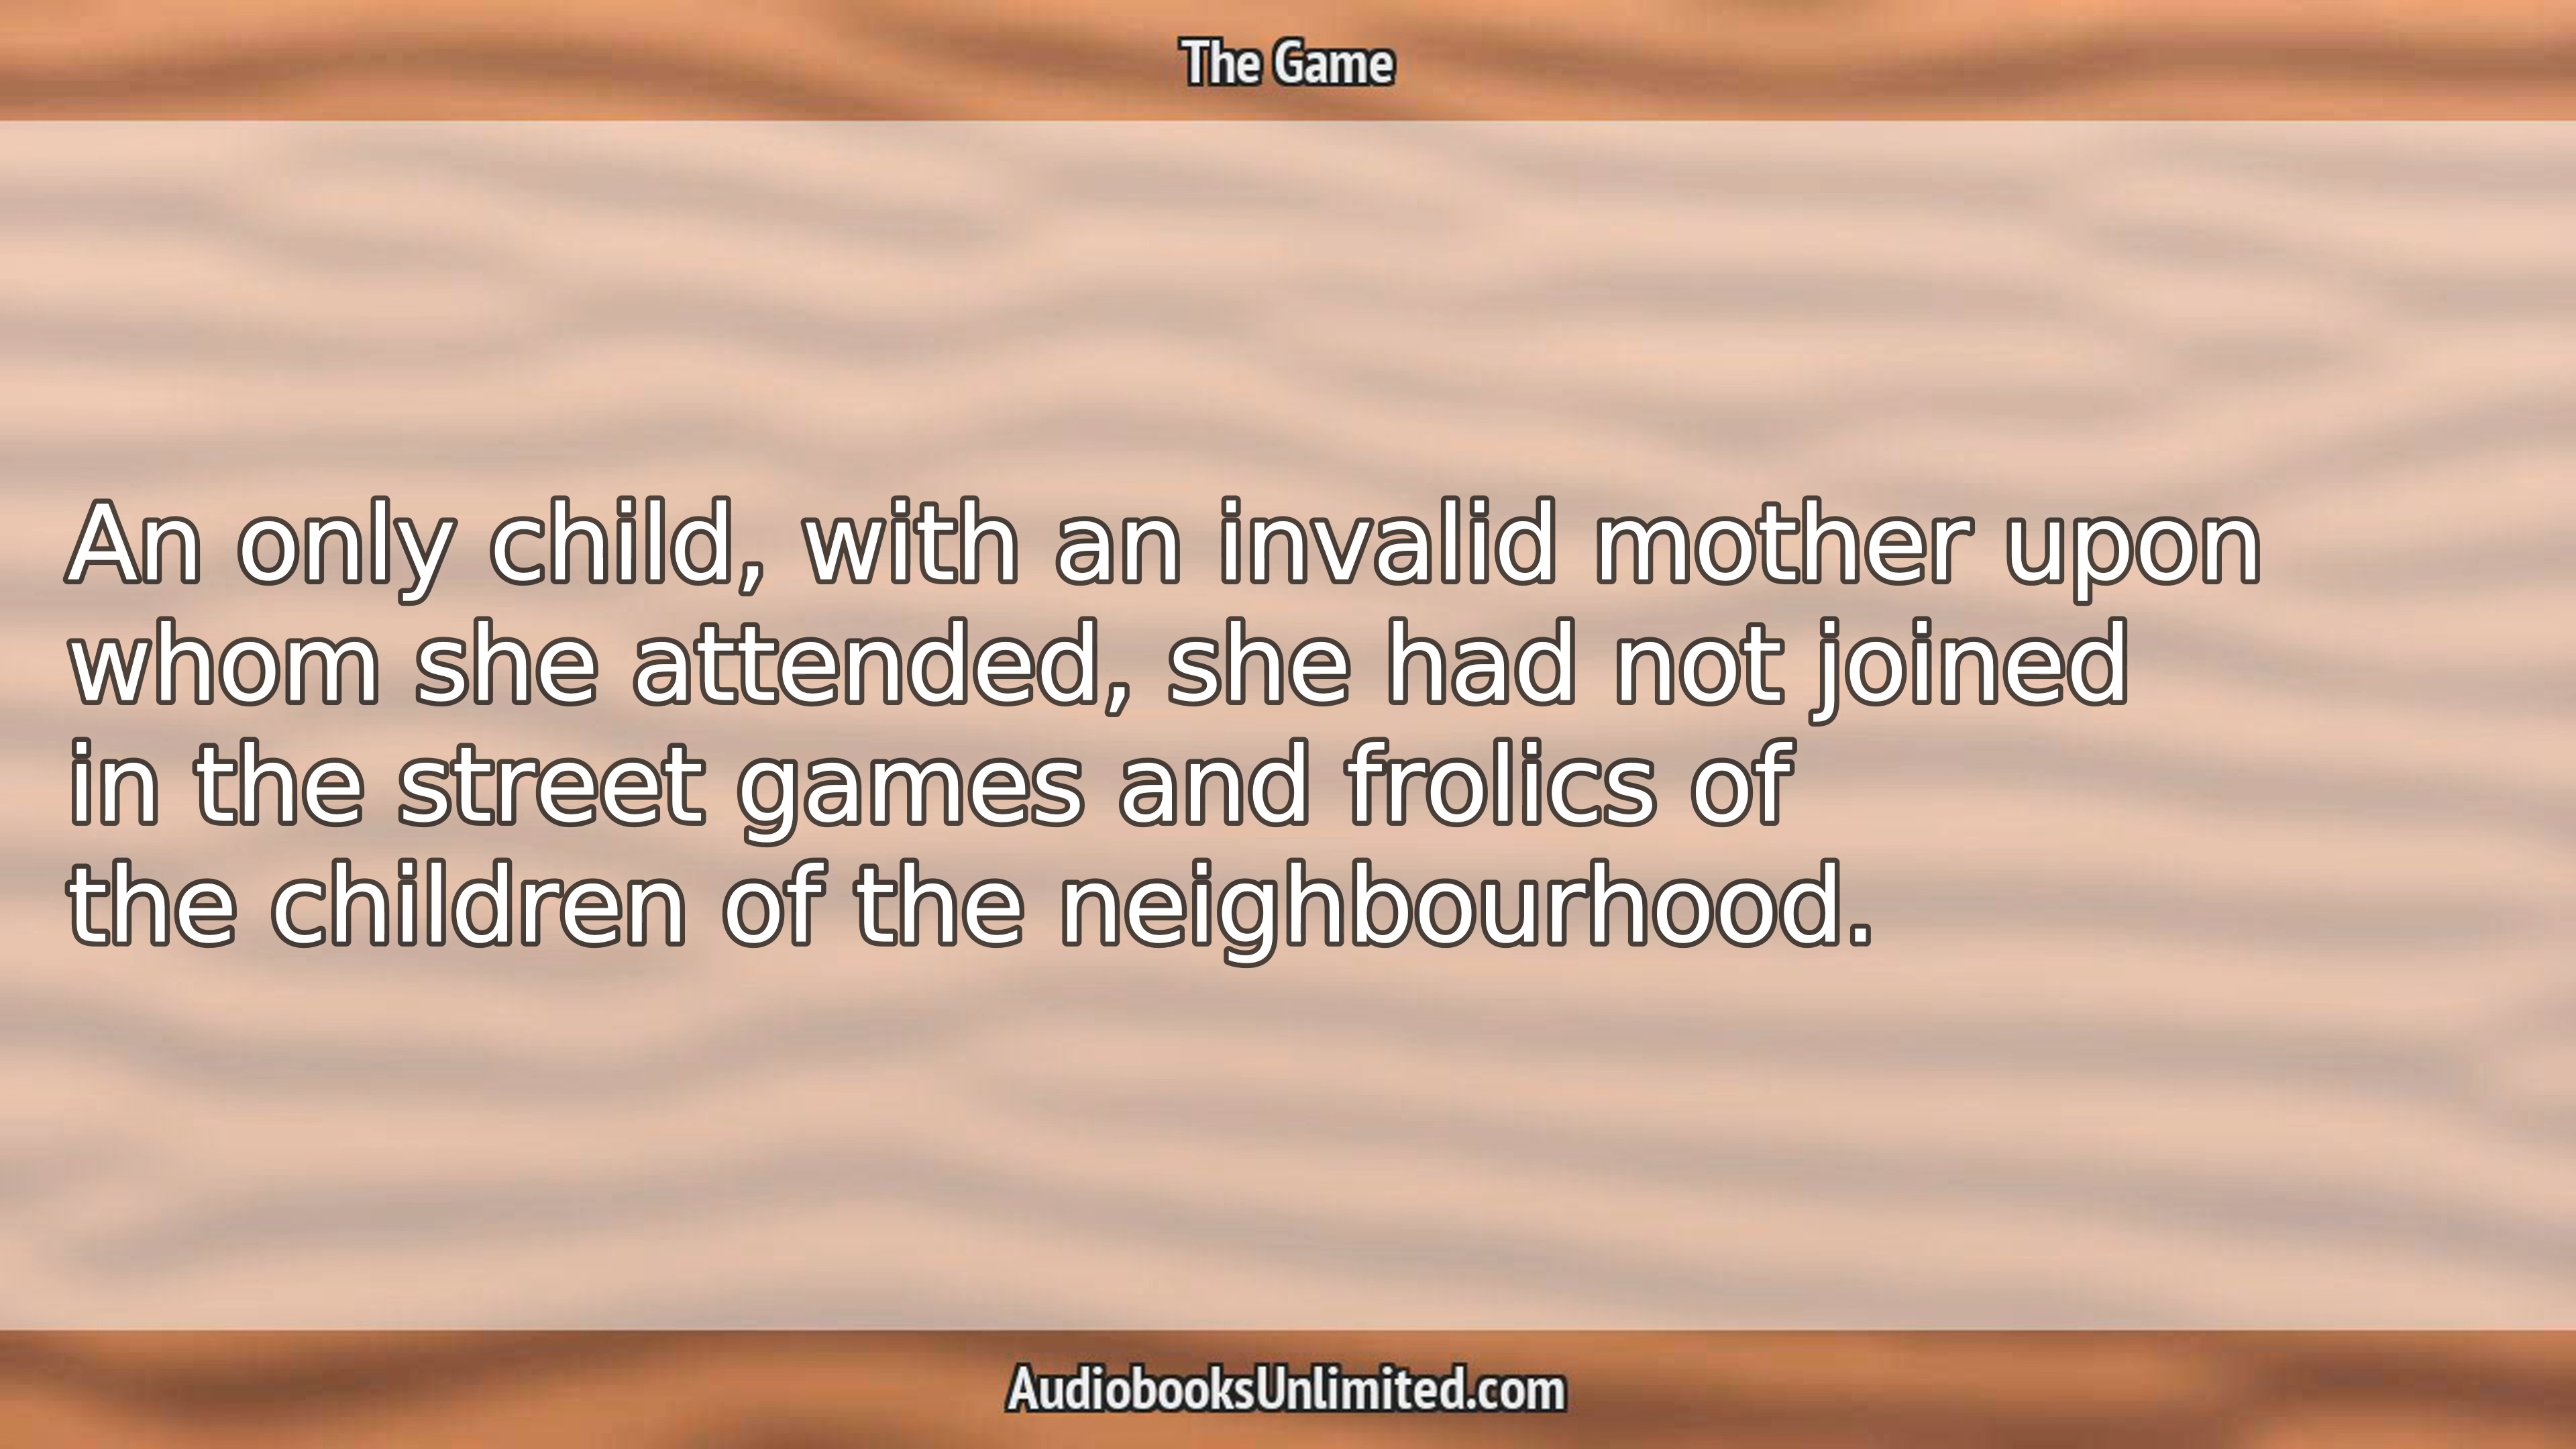 The Game
An only child, with an invalid mother upon
whom she attended, she had not joined
in the street games and frolics of
the children of the neighbourhood.
AudiobooksUnlimited.com